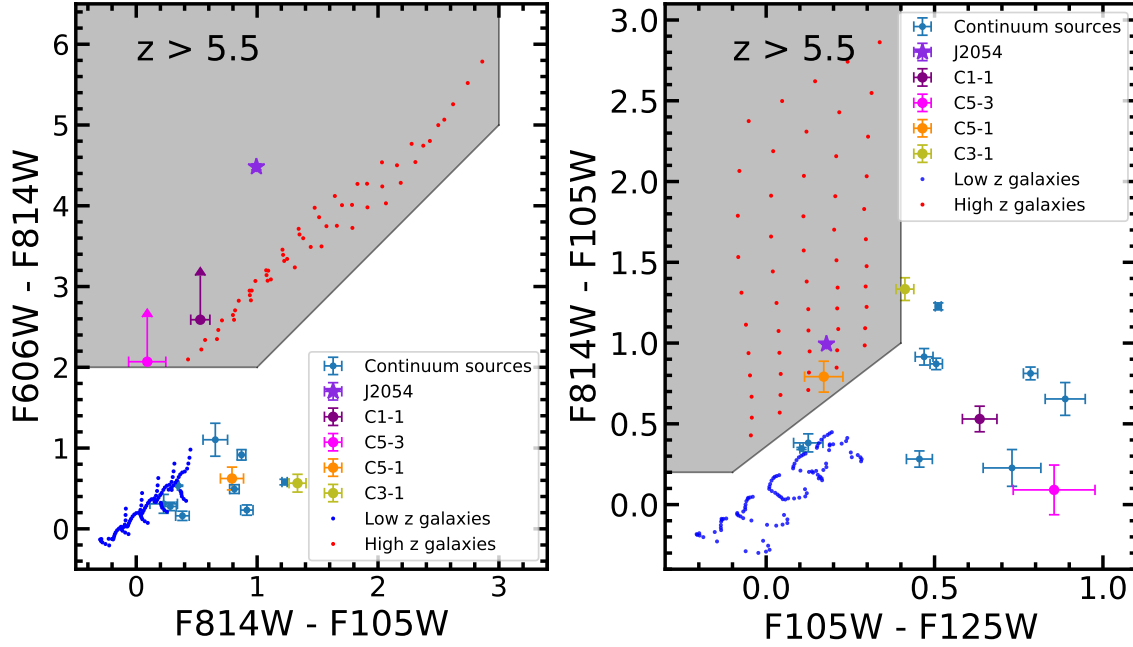 z > 5.5
6
5
4
3
2
1
0
F606W - F814W
Continuum sources
J2054
C1-1
C5-3
C5-1
C3-1
Low z galaxies
High z galaxies
0
1
2
3
F814W - F105W
z > 5.5
3.0
2.5
2.0
1.5
1.0
0.5
0.0
F814W - F105W
Continuum sources
J2054
C1-1
C5-3
C5-1
C3-1
Low z galaxies
High z galaxies
0.0
0.5
1.0
F105W - F125W